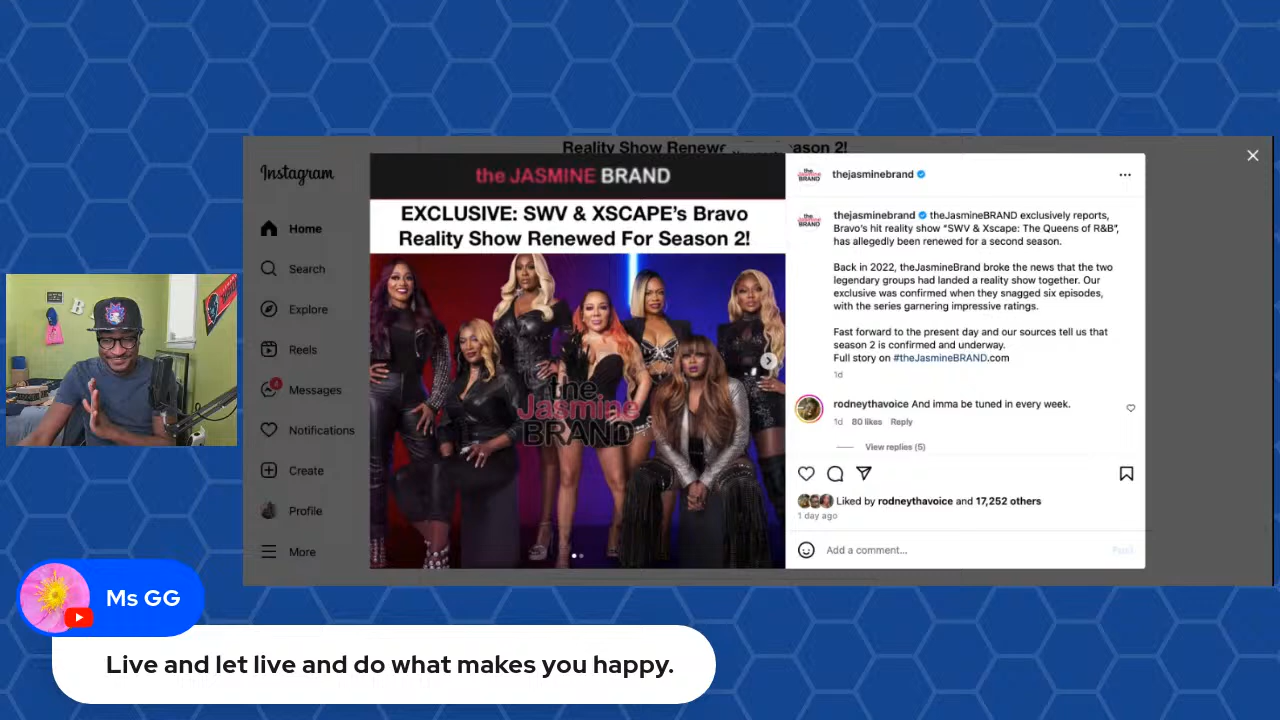 Reality Show Renewe
ason 2!
Instagram
Home
Search
Explore
Reels
4
Messages
Notifications
Create
Profile
More
the JASMINE BRAND
EXCLUSIVE: SWV & XSCAPE's Bravo
Reality Show Renewed For Season 2!
the
Jasmine
BRAND
thejasminebrand
thejasminebrand theJasmineBRAND exclusively reports,
Bravo's hit reality show "SWV & Xscape: The Queens of R&B",
has allegedly been renewed for a second season.
Back in 2022, theJasmineBrand broke the news that the two
legendary groups had landed a reality show together. Our
exclusive was confirmed when they snagged six episodes,
with the series garnering impressive ratings.
Fast forward to the present day and our sources tell us that
season 2 is confirmed and underway.
Full story on #theJasmineBRAND.com
1d
rodneythavoice And imma be tuned in every week.
1d 80 likes Reply
View replies (5)
Liked by rodneythavoice and 17,252 others
1 day ago
Add a comment...
Post
Ms GG
Live and let live and do what makes you happy.